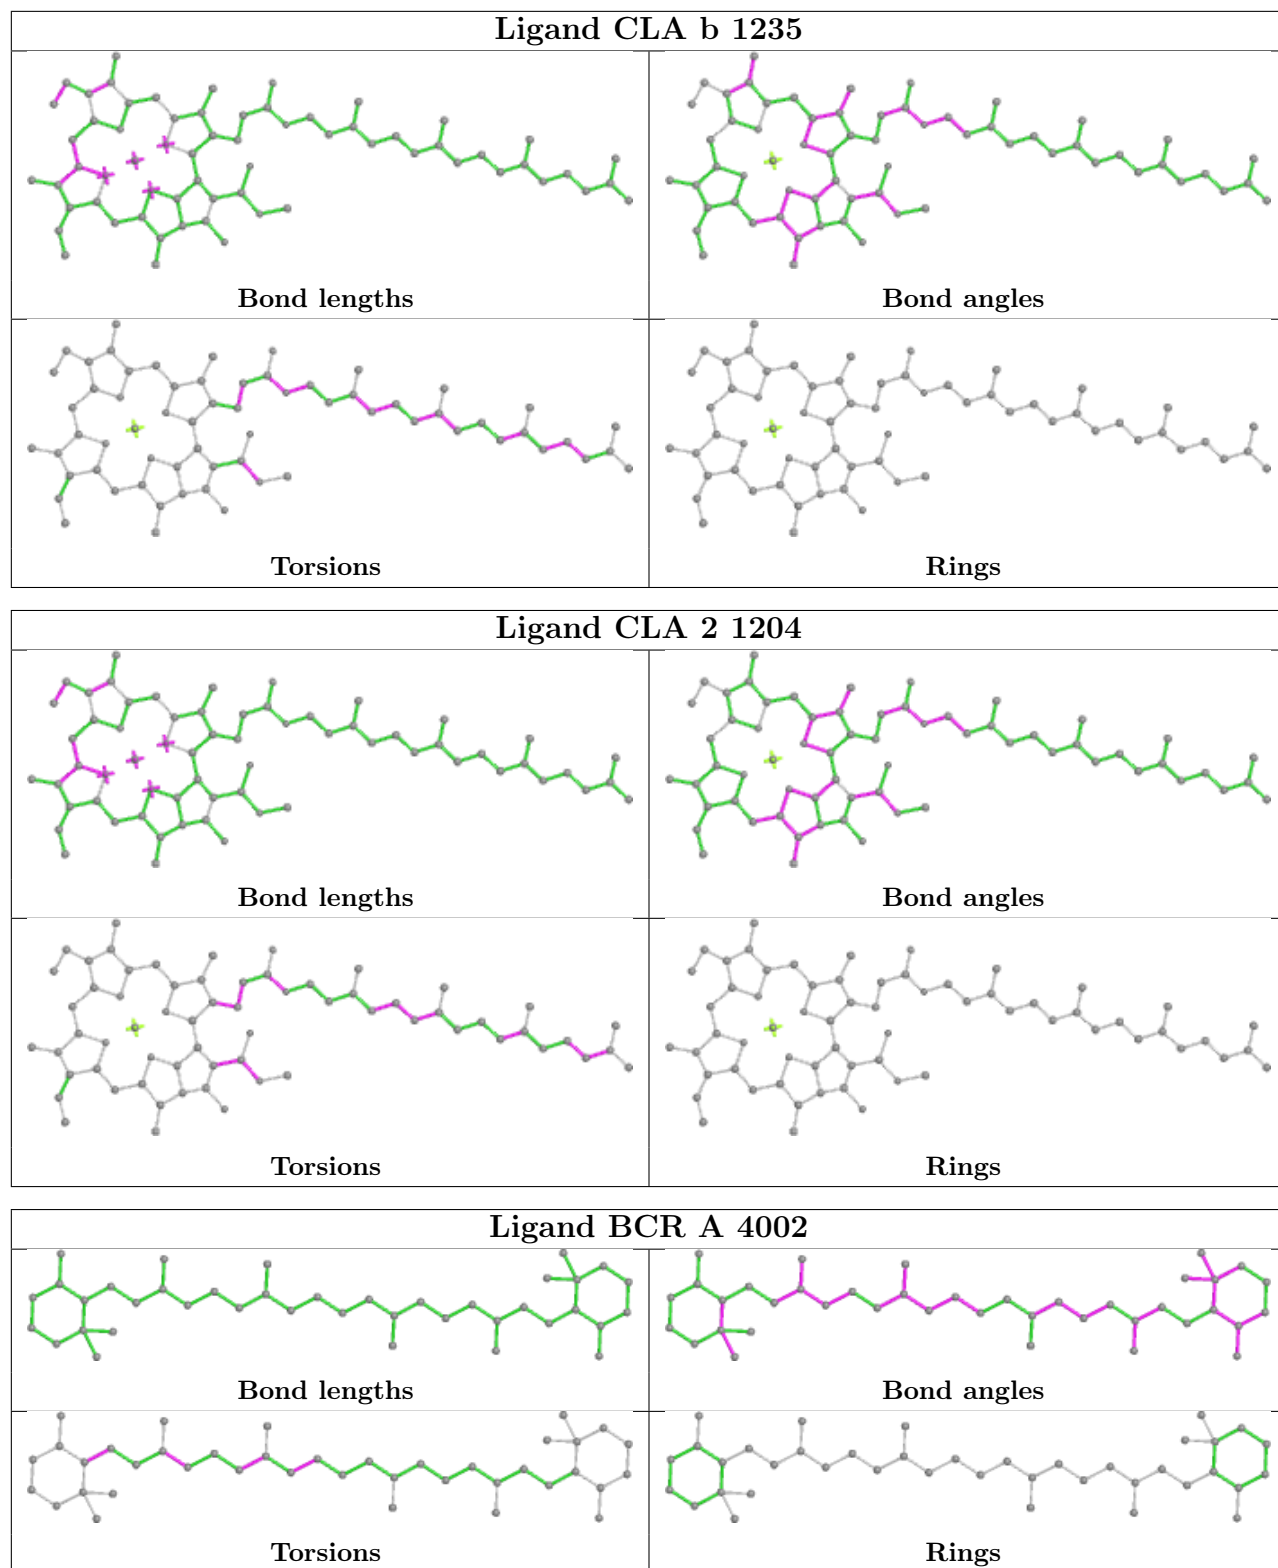 Ligand CLA b 1235
Bond lengths
Bond angles
Torsions
Rings
Ligand CLA 2 1204
Bond lengths
Bond angles
Torsions
Rings
Ligand BCR A 4002
Bond lengths
Bond angles
Torsions
Rings